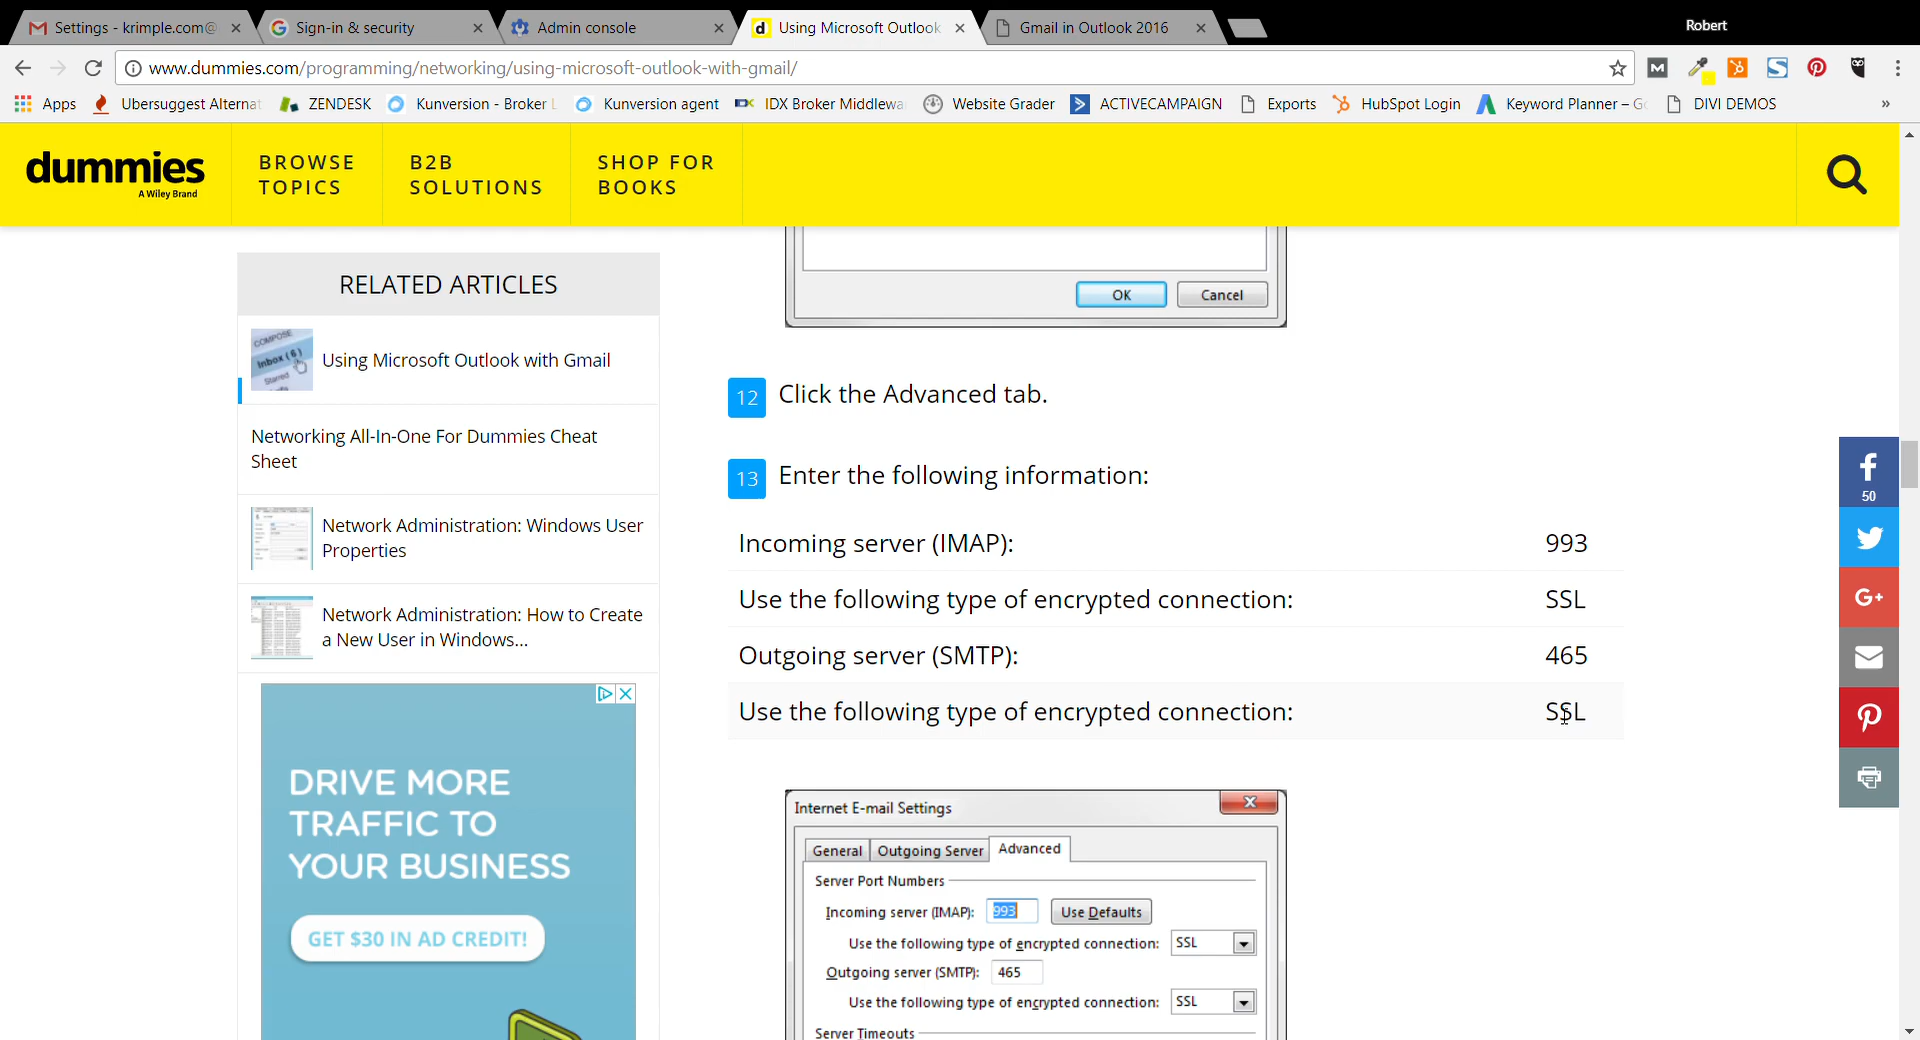 Settings - krimple.com@
Sign-in & security
Admin console
Using Microsoft Outlook
Gmail in Outlook 2016
Robert
www.dummies.com/programming/networking/using-microsoft-outlook-with-gmail/
Apps
Ubersuggest Alternat
ZENDESK
Kunversion - Broker
Kunversion agent
IDX Broker Middlewa
Website Grader
ACTIVECAMPAIGN
Exports
HubSpot Login
Keyword Planner – Go
DIVI DEMOS
»
dummies
A Wiley Brand
BROWSE
TOPICS
B2B
SOLUTIONS
SHOP FOR
BOOKS
RELATED ARTICLES
COMPOSE
Inbox (6)
Starred
Using Microsoft Outlook with Gmail
Networking All-In-One For Dummies Cheat
Sheet
Network Administration: Windows User
Properties
Network Administration: How to Create
a New User in Windows...
DRIVE MORE
TRAFFIC TO
YOUR BUSINESS
GET $30 IN AD CREDIT!
OK
Cancel
12 Click the Advanced tab.
13 Enter the following information:
Incoming server (IMAP): 993
Use the following type of encrypted connection: SSL
Outgoing server (SMTP): 465
Use the following type of encrypted connection: SSL
Internet E-mail Settings
General
Outgoing Server
Advanced
Server Port Numbers
Incoming server (IMAP): 993 Use Defaults
Use the following type of encrypted connection: SSL
Outgoing server (SMTP): 465
Use the following type of encrypted connection: SSL
Server Timeouts
50
G+